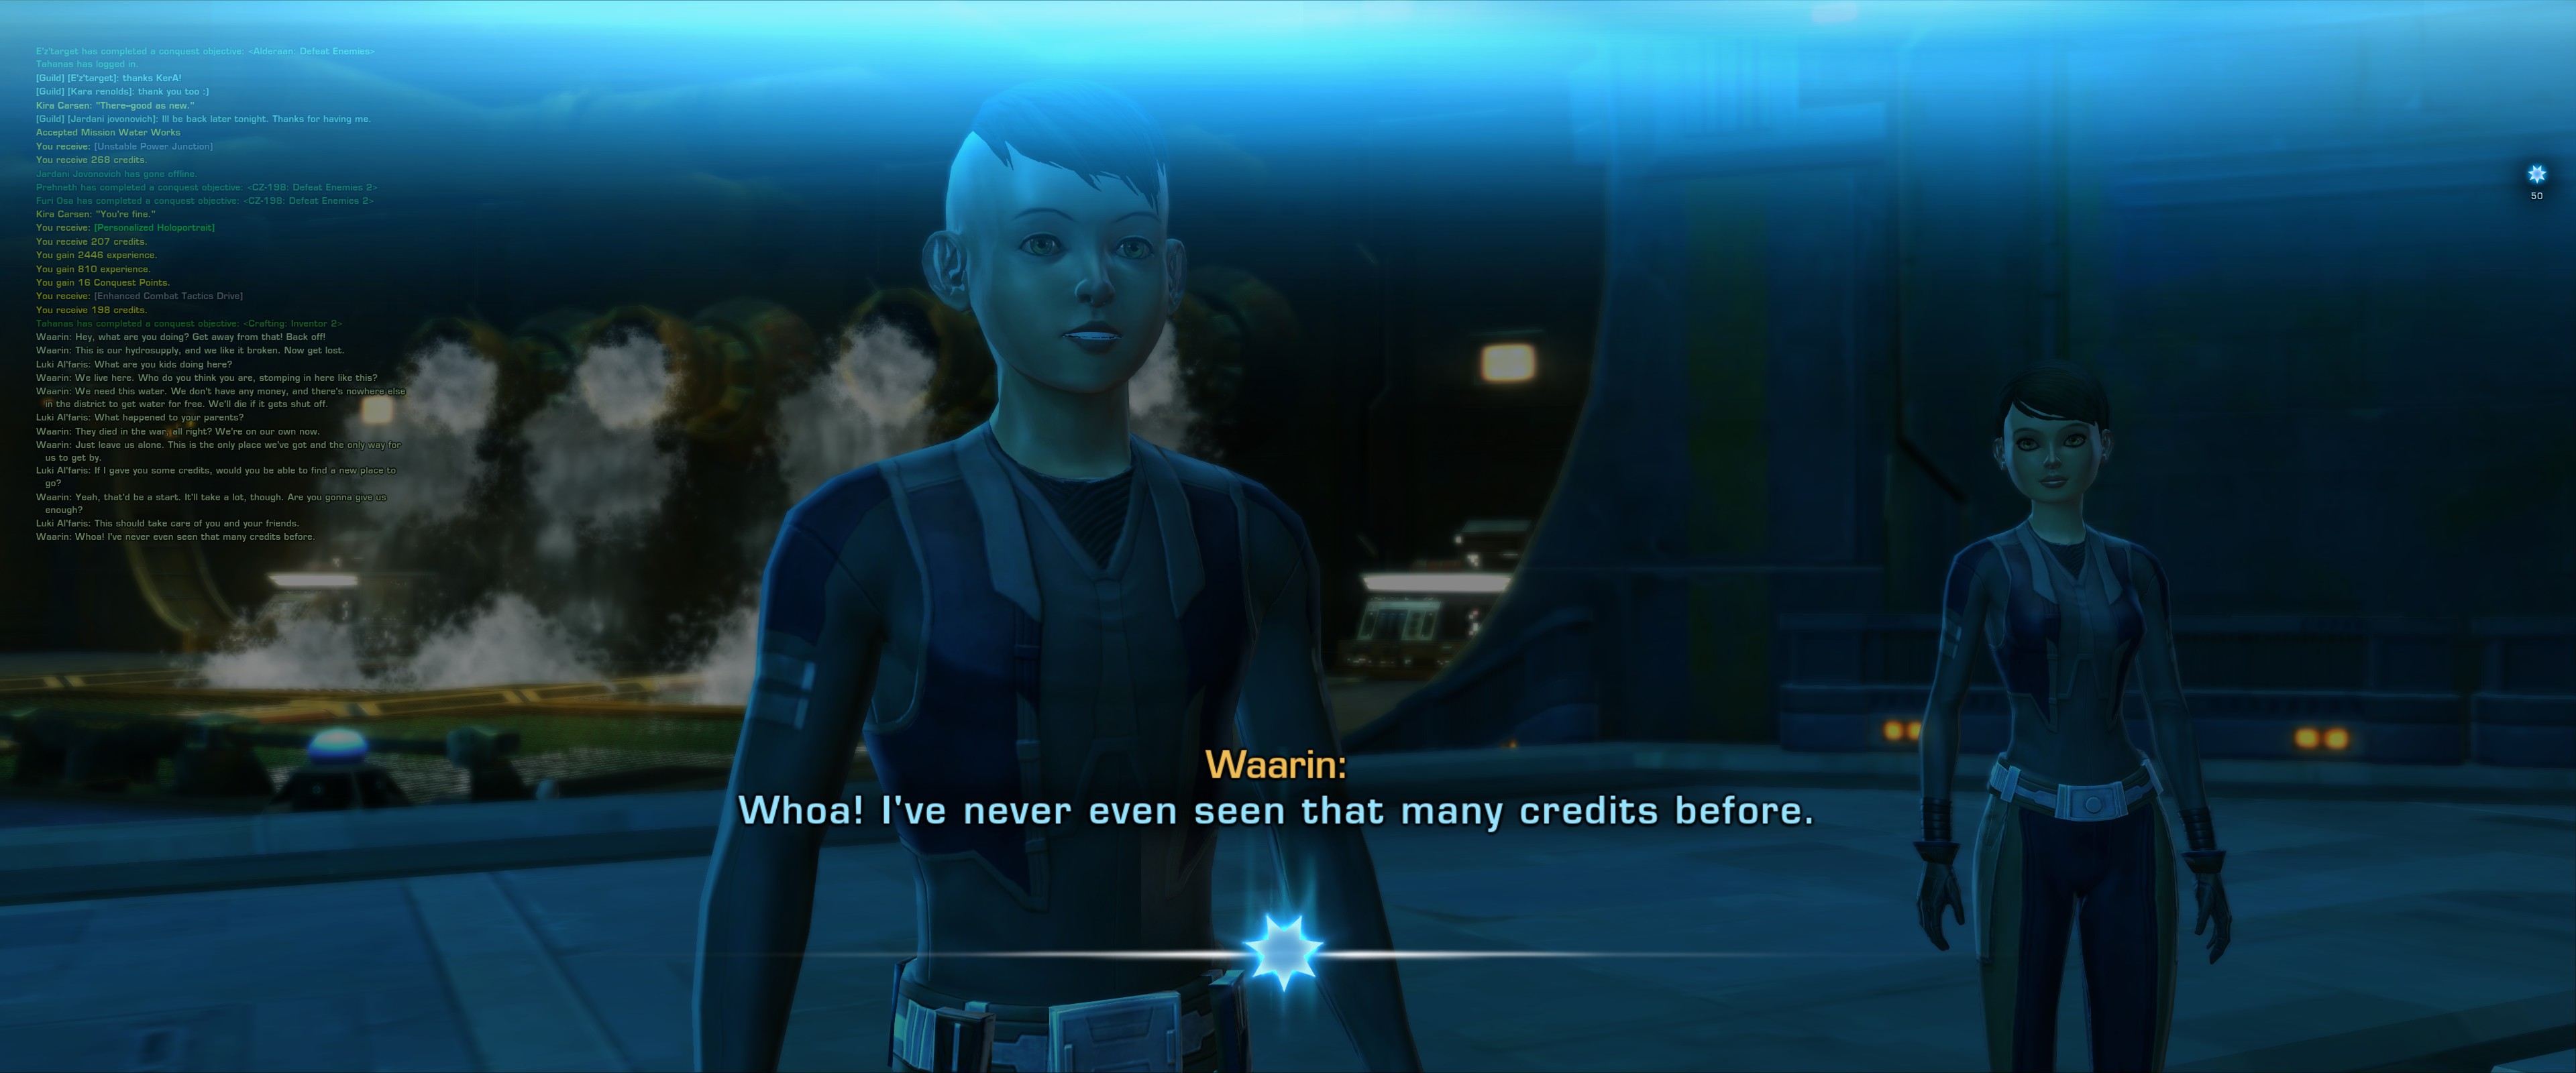 E'z'target has completed a conquest objective: <Alderaan: Defeat Enemies>
Tahanas has logged in.
[Guild] [E'z'target]: thanks KerA!
[Guild] [Kara renolds]: thank you too :)
Kira Carsen: "There—good as new."
[Guild] [Jardani jovonovich]: Ill be back later tonight. Thanks for having me.
Accepted Mission Water Works
You receive: [Unstable Power Junction]
You receive 268 credits.
Jardani Jovonovich has gone offline.
Prehneth has completed a conquest objective: <CZ-198: Defeat Enemies 2>
Furi Osa has completed a conquest objective: <CZ-198: Defeat Enemies 2>
Kira Carsen: "You're fine."
You receive: [Personalized Holoportrait]
You receive 207 credits.
You gain 2446 experience.
You gain 810 experience.
You gain 16 Conquest Points.
You receive: [Enhanced Combat Tactics Drive]
You receive 198 credits.
Tahanas has completed a conquest objective: <Crafting: Inventor 2>
Waarin: Hey, what are you doing? Get away from that! Back off!
Waarin: This is our hydrosupply, and we like it broken. Now get lost.
Luki Al'faris: What are you kids doing here?
Waarin: We live here. Who do you think you are, stomping in here like this?
Waarin: We need this water. We don't have any money, and there's nowhere else
in the district to get water for free. We'll die if it gets shut off.
Luki Al'faris: What happened to your parents?
Waarin: They died in the war, all right? We're on our own now.
Waarin: Just leave us alone. This is the only place we've got and the only way for
us to get by.
Luki Al'faris: If I gave you some credits, would you be able to find a new place to
go?
Waarin: Yeah, that'd be a start. It'll take a lot, though. Are you gonna give us
enough?
Luki Al'faris: This should take care of you and your friends.
Waarin: Whoa! I've never even seen that many credits before.
50
Waarin:
Whoa! I've never even seen that many credits before.